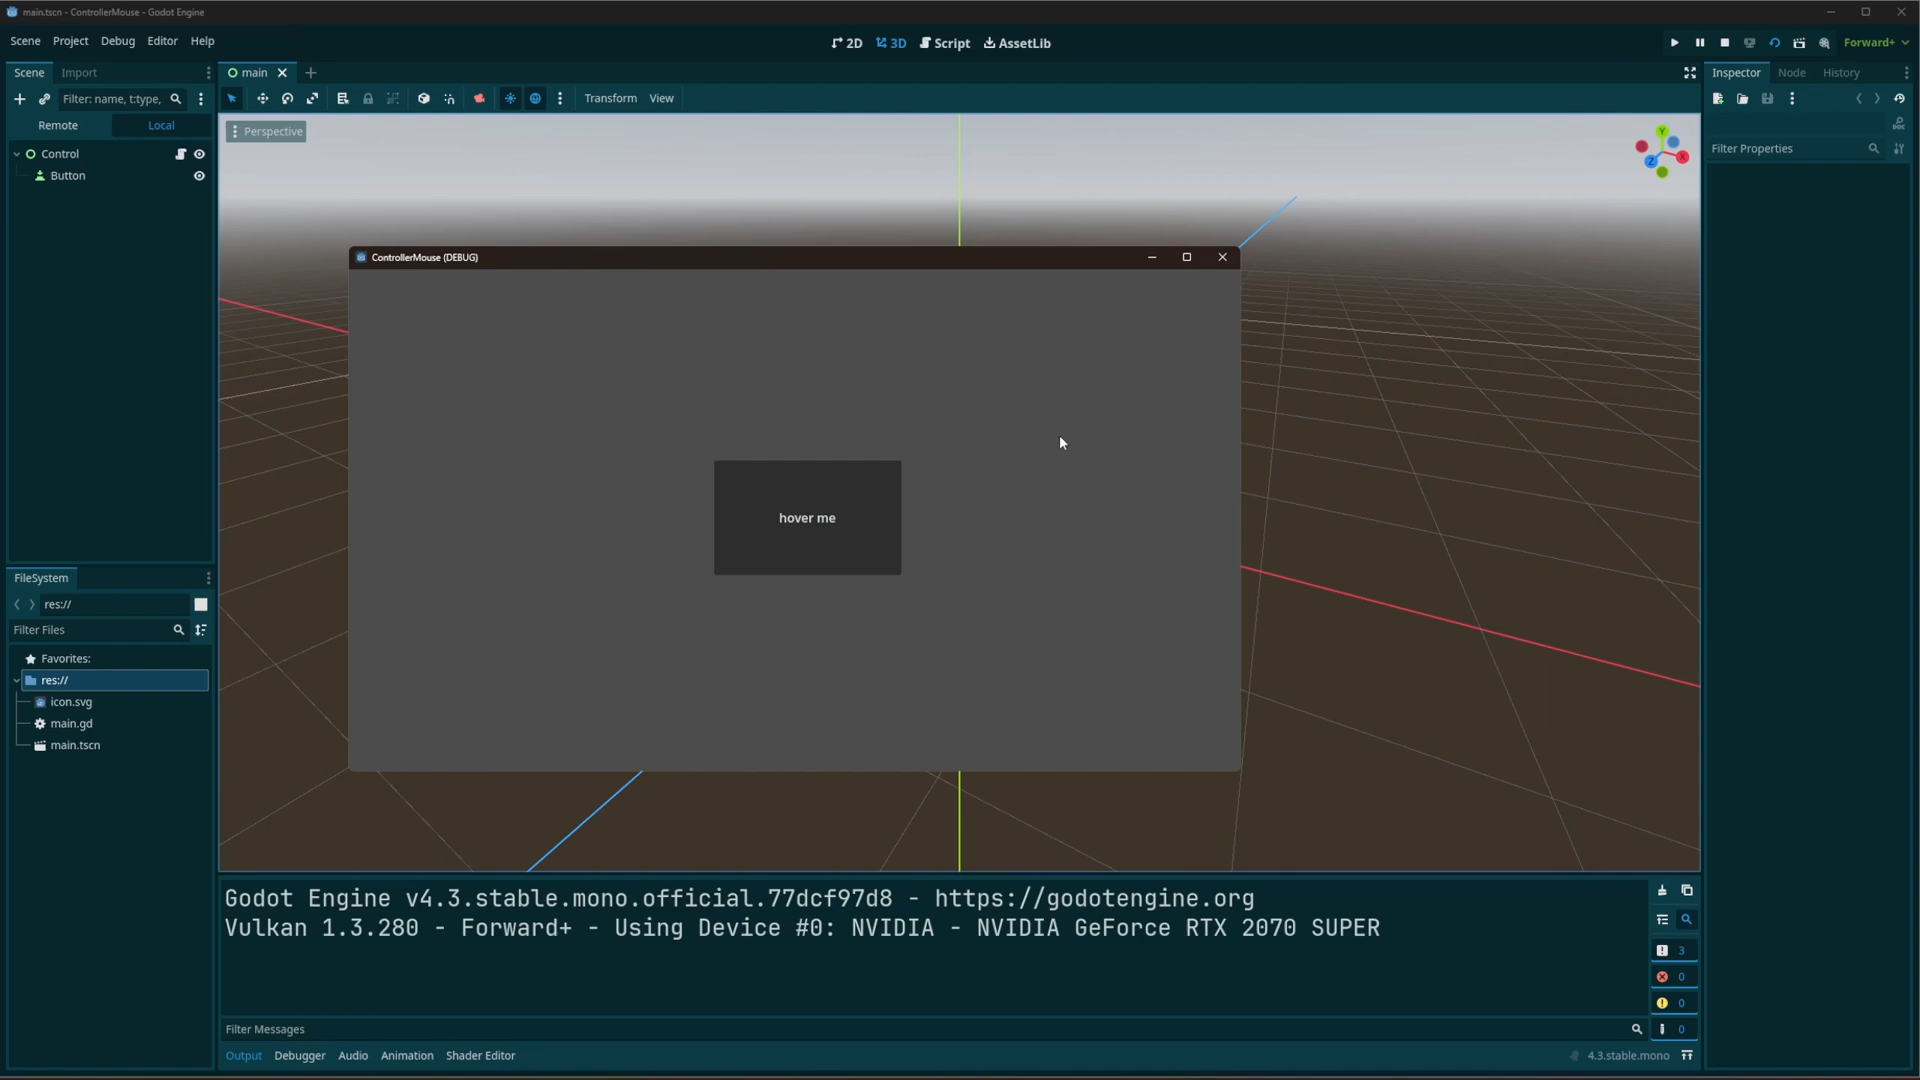 main.tscn - ControllerMouse - Godot Engine
Scene Project Debug Editor Help
2D 3D Script AssetLib
Forward+
Scene Import
main
Inspector Node History
Filter: name, t:type,
Transform View
Remote Local
Perspective
Y
X
Z
DOC
Filter Properties
Control
Button
ControllerMouse (DEBUG)
hover me
FileSystem
res://
Filter Files
Favorites:
res://
icon.svg
main.gd
main.tscn
Godot Engine v4.3.stable.mono.official.77dcf97d8 - https://godotengine.org
Vulkan 1.3.280 - Forward+ - Using Device #0: NVIDIA - NVIDIA GeForce RTX 2070 SUPER
3
0
0
0
Filter Messages
Output Debugger Audio Animation Shader Editor
4.3.stable.mono